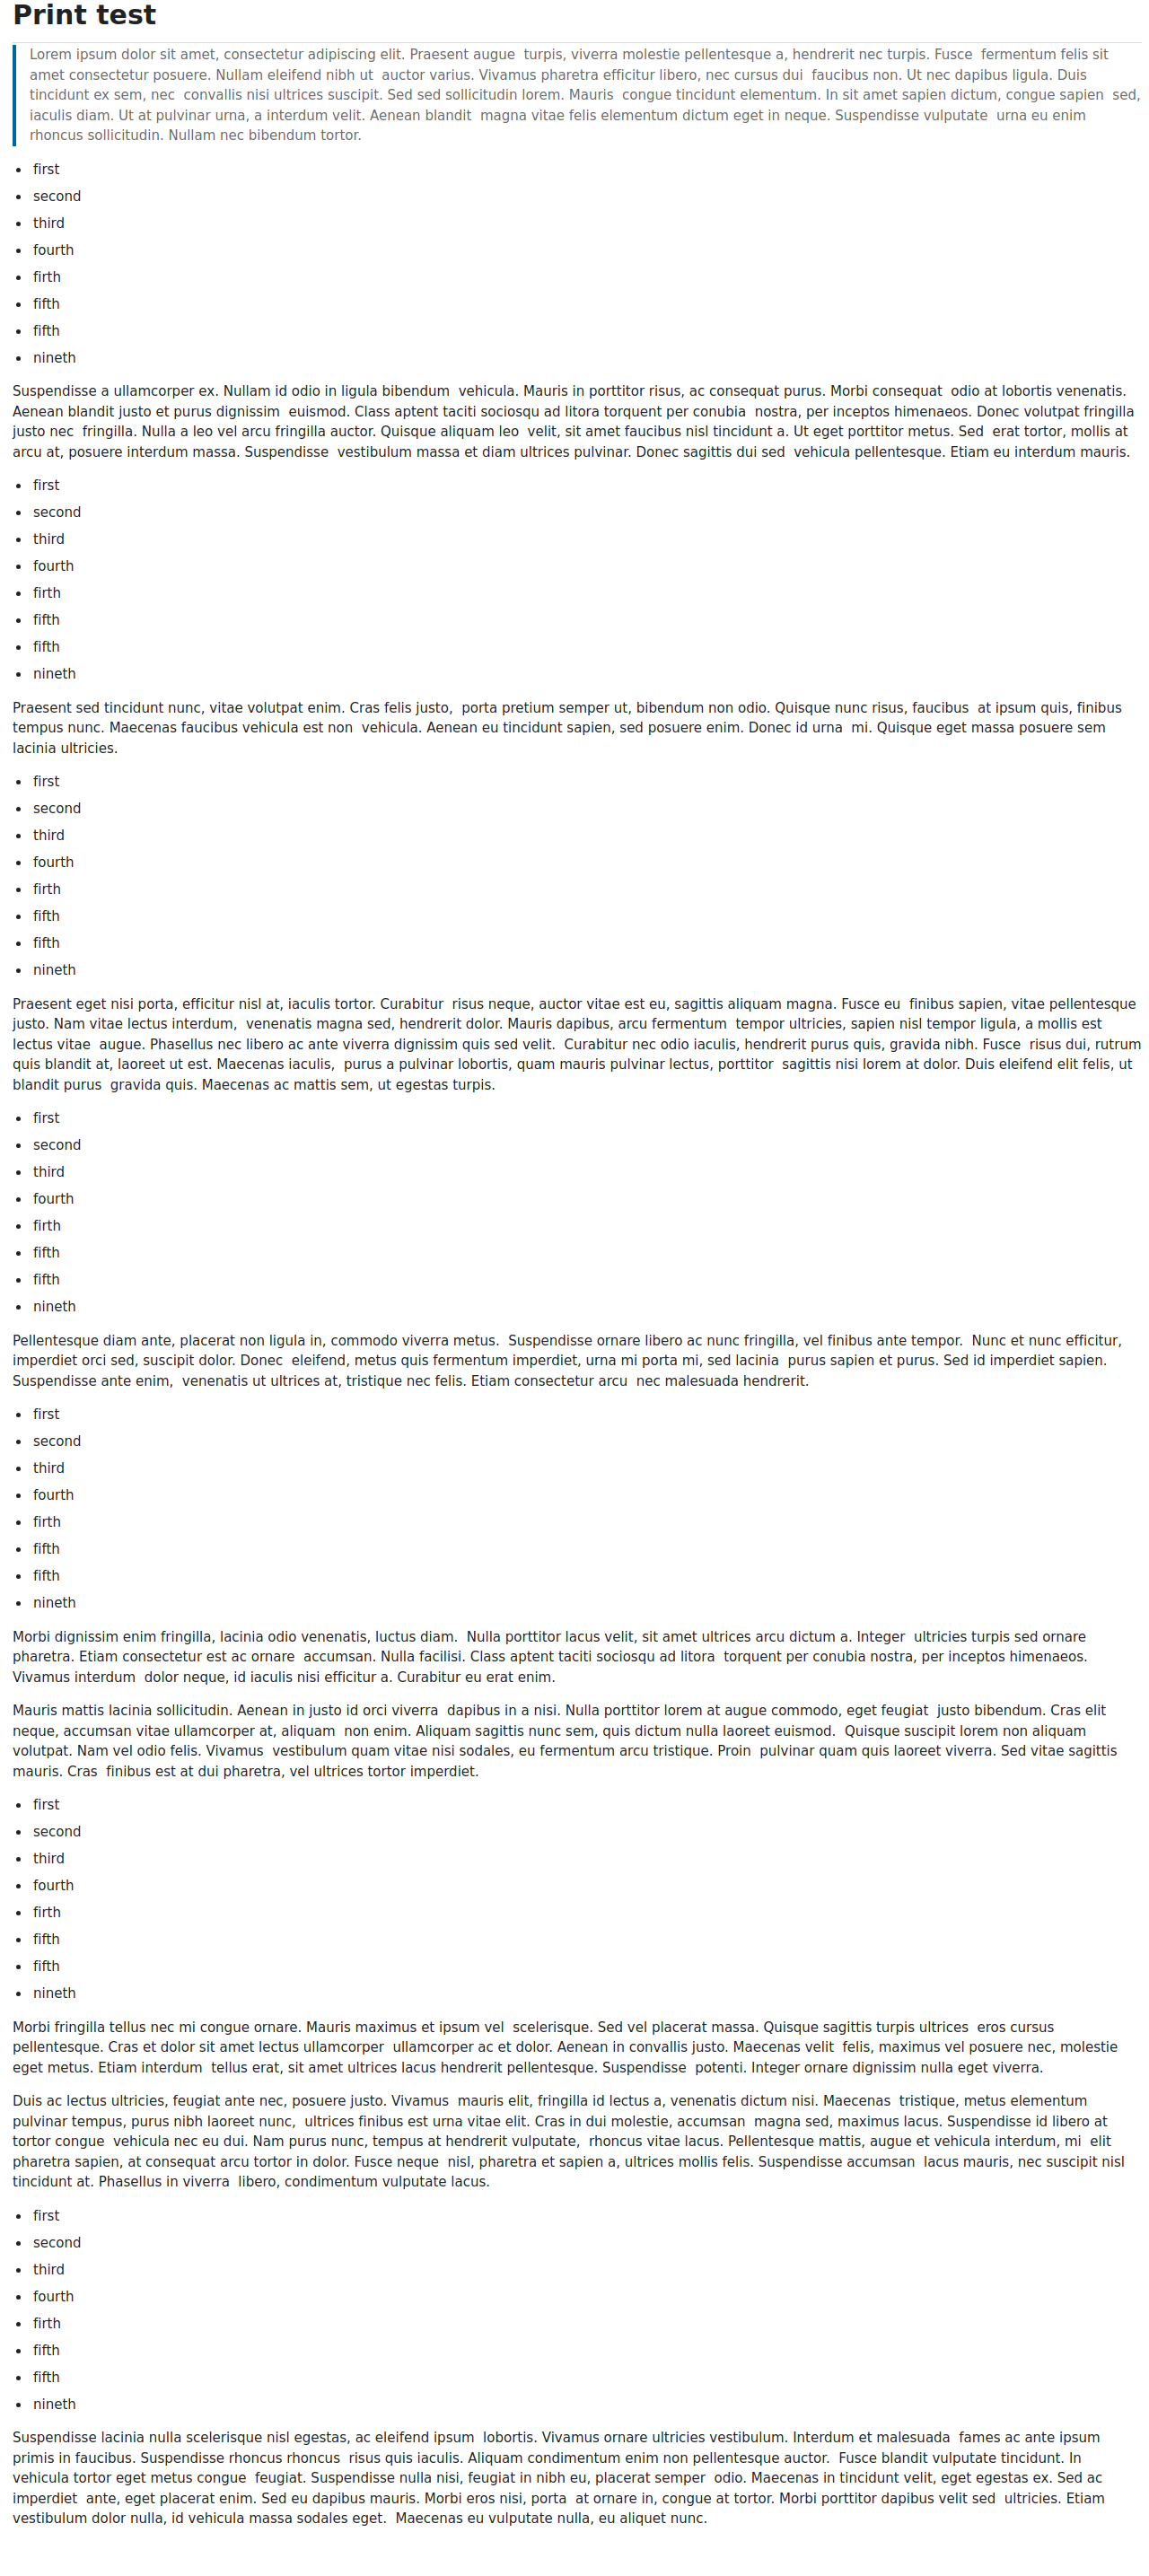 Print test
Lorem ipsum dolor sit amet, consectetur adipiscing elit. Praesent augue  turpis, viverra molestie pellentesque a, hendrerit nec turpis. Fusce  fermentum felis sit
amet consectetur posuere. Nullam eleifend nibh ut  auctor varius. Vivamus pharetra efficitur libero, nec cursus dui  faucibus non. Ut nec dapibus ligula. Duis
tincidunt ex sem, nec  convallis nisi ultrices suscipit. Sed sed sollicitudin lorem. Mauris  congue tincidunt elementum. In sit amet sapien dictum, congue sapien  sed,
iaculis diam. Ut at pulvinar urna, a interdum velit. Aenean blandit  magna vitae felis elementum dictum eget in neque. Suspendisse vulputate  urna eu enim
rhoncus sollicitudin. Nullam nec bibendum tortor.
• first
• second
• third
• fourth
• firth
• fifth
• fifth
• nineth
Suspendisse a ullamcorper ex. Nullam id odio in ligula bibendum  vehicula. Mauris in porttitor risus, ac consequat purus. Morbi consequat  odio at lobortis venenatis.
Aenean blandit justo et purus dignissim  euismod. Class aptent taciti sociosqu ad litora torquent per conubia  nostra, per inceptos himenaeos. Donec volutpat fringilla
justo nec  fringilla. Nulla a leo vel arcu fringilla auctor. Quisque aliquam leo  velit, sit amet faucibus nisl tincidunt a. Ut eget porttitor metus. Sed  erat tortor, mollis at
arcu at, posuere interdum massa. Suspendisse  vestibulum massa et diam ultrices pulvinar. Donec sagittis dui sed  vehicula pellentesque. Etiam eu interdum mauris.
• first
• second
• third
• fourth
• firth
• fifth
• fifth
• nineth
Praesent sed tincidunt nunc, vitae volutpat enim. Cras felis justo,  porta pretium semper ut, bibendum non odio. Quisque nunc risus, faucibus  at ipsum quis, finibus
tempus nunc. Maecenas faucibus vehicula est non  vehicula. Aenean eu tincidunt sapien, sed posuere enim. Donec id urna  mi. Quisque eget massa posuere sem
lacinia ultricies.
• first
• second
• third
• fourth
• firth
• fifth
• fifth
• nineth
Praesent eget nisi porta, efficitur nisl at, iaculis tortor. Curabitur  risus neque, auctor vitae est eu, sagittis aliquam magna. Fusce eu  finibus sapien, vitae pellentesque
justo. Nam vitae lectus interdum,  venenatis magna sed, hendrerit dolor. Mauris dapibus, arcu fermentum  tempor ultricies, sapien nisl tempor ligula, a mollis est
lectus vitae  augue. Phasellus nec libero ac ante viverra dignissim quis sed velit.  Curabitur nec odio iaculis, hendrerit purus quis, gravida nibh. Fusce  risus dui, rutrum
quis blandit at, laoreet ut est. Maecenas iaculis,  purus a pulvinar lobortis, quam mauris pulvinar lectus, porttitor  sagittis nisi lorem at dolor. Duis eleifend elit felis, ut
blandit purus  gravida quis. Maecenas ac mattis sem, ut egestas turpis.
• first
• second
• third
• fourth
• firth
• fifth
• fifth
• nineth
Pellentesque diam ante, placerat non ligula in, commodo viverra metus.  Suspendisse ornare libero ac nunc fringilla, vel finibus ante tempor.  Nunc et nunc efficitur,
imperdiet orci sed, suscipit dolor. Donec  eleifend, metus quis fermentum imperdiet, urna mi porta mi, sed lacinia  purus sapien et purus. Sed id imperdiet sapien.
Suspendisse ante enim,  venenatis ut ultrices at, tristique nec felis. Etiam consectetur arcu  nec malesuada hendrerit.
• first
• second
• third
• fourth
• firth
• fifth
• fifth
• nineth
Morbi dignissim enim fringilla, lacinia odio venenatis, luctus diam.  Nulla porttitor lacus velit, sit amet ultrices arcu dictum a. Integer  ultricies turpis sed ornare
pharetra. Etiam consectetur est ac ornare  accumsan. Nulla facilisi. Class aptent taciti sociosqu ad litora  torquent per conubia nostra, per inceptos himenaeos.
Vivamus interdum  dolor neque, id iaculis nisi efficitur a. Curabitur eu erat enim.
Mauris mattis lacinia sollicitudin. Aenean in justo id orci viverra  dapibus in a nisi. Nulla porttitor lorem at augue commodo, eget feugiat  justo bibendum. Cras elit
neque, accumsan vitae ullamcorper at, aliquam  non enim. Aliquam sagittis nunc sem, quis dictum nulla laoreet euismod.  Quisque suscipit lorem non aliquam
volutpat. Nam vel odio felis. Vivamus  vestibulum quam vitae nisi sodales, eu fermentum arcu tristique. Proin  pulvinar quam quis laoreet viverra. Sed vitae sagittis
mauris. Cras  finibus est at dui pharetra, vel ultrices tortor imperdiet.
• first
• second
• third
• fourth
• firth
• fifth
• fifth
• nineth
Morbi fringilla tellus nec mi congue ornare. Mauris maximus et ipsum vel  scelerisque. Sed vel placerat massa. Quisque sagittis turpis ultrices  eros cursus
pellentesque. Cras et dolor sit amet lectus ullamcorper  ullamcorper ac et dolor. Aenean in convallis justo. Maecenas velit  felis, maximus vel posuere nec, molestie
eget metus. Etiam interdum  tellus erat, sit amet ultrices lacus hendrerit pellentesque. Suspendisse  potenti. Integer ornare dignissim nulla eget viverra.
Duis ac lectus ultricies, feugiat ante nec, posuere justo. Vivamus  mauris elit, fringilla id lectus a, venenatis dictum nisi. Maecenas  tristique, metus elementum
pulvinar tempus, purus nibh laoreet nunc,  ultrices finibus est urna vitae elit. Cras in dui molestie, accumsan  magna sed, maximus lacus. Suspendisse id libero at
tortor congue  vehicula nec eu dui. Nam purus nunc, tempus at hendrerit vulputate,  rhoncus vitae lacus. Pellentesque mattis, augue et vehicula interdum, mi  elit
pharetra sapien, at consequat arcu tortor in dolor. Fusce neque  nisl, pharetra et sapien a, ultrices mollis felis. Suspendisse accumsan  lacus mauris, nec suscipit nisl
tincidunt at. Phasellus in viverra  libero, condimentum vulputate lacus.
• first
• second
• third
• fourth
• firth
• fifth
• fifth
• nineth
Suspendisse lacinia nulla scelerisque nisl egestas, ac eleifend ipsum  lobortis. Vivamus ornare ultricies vestibulum. Interdum et malesuada  fames ac ante ipsum
primis in faucibus. Suspendisse rhoncus rhoncus  risus quis iaculis. Aliquam condimentum enim non pellentesque auctor.  Fusce blandit vulputate tincidunt. In
vehicula tortor eget metus congue  feugiat. Suspendisse nulla nisi, feugiat in nibh eu, placerat semper  odio. Maecenas in tincidunt velit, eget egestas ex. Sed ac
imperdiet  ante, eget placerat enim. Sed eu dapibus mauris. Morbi eros nisi, porta  at ornare in, congue at tortor. Morbi porttitor dapibus velit sed  ultricies. Etiam
vestibulum dolor nulla, id vehicula massa sodales eget.  Maecenas eu vulputate nulla, eu aliquet nunc.